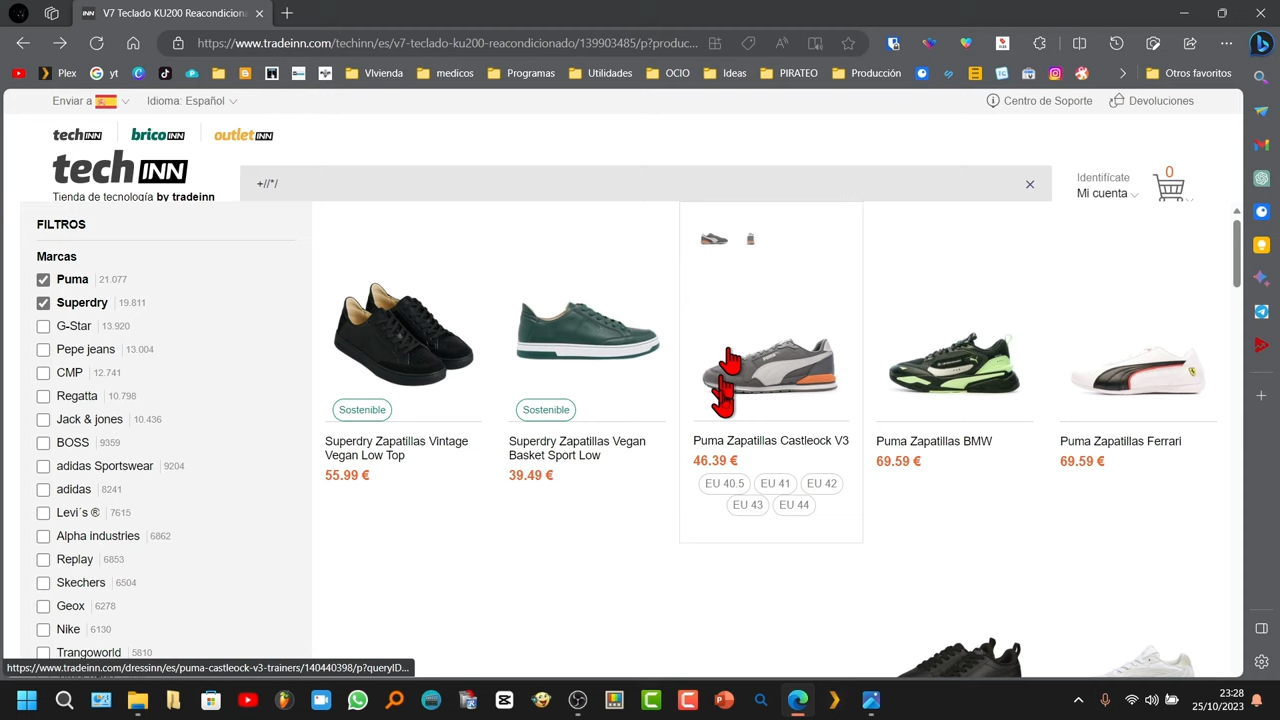 V7 Teclado KU200 Reacondiciona
https://www.tradeinn.com/techinn/es/v7-teclado-ku200-reacondicionado/139903485/p?produc...
Plex
yt
VIvienda
medicos
Programas
Utilidades
OCIO
Ideas
PIRATEO
Producción
Otros favoritos
Enviar a
Idioma: Español
Centro de Soporte
Devoluciones
tech INN
brico INN
outlet INN
tech INN
Tienda de tecnología by tradeinn
+//*/
Identifícate
Mi cuenta
0
FILTROS
Marcas
Puma 21.077
Superdry 19.811
G-Star 13.920
Pepe jeans 13.004
CMP 12.741
Regatta 10.798
Jack & jones 10.436
BOSS 9359
adidas Sportswear 9204
adidas 8241
Levi´s ® 7615
Alpha industries 6862
Replay 6853
Skechers 6504
Geox 6278
Nike 6130
Trangoworld 5810
Sostenible
Superdry Zapatillas Vintage
Vegan Low Top
55.99 €
Sostenible
Superdry Zapatillas Vegan
Basket Sport Low
39.49 €
Puma Zapatillas Castleock V3
46.39 €
EU 40.5 EU 41 EU 42
EU 43 EU 44
Puma Zapatillas BMW
69.59 €
Puma Zapatillas Ferrari
69.59 €
https://www.tradeinn.com/dressinn/es/puma-castleock-v3-trainers/140440398/p?queryID...
23:28
25/10/2023